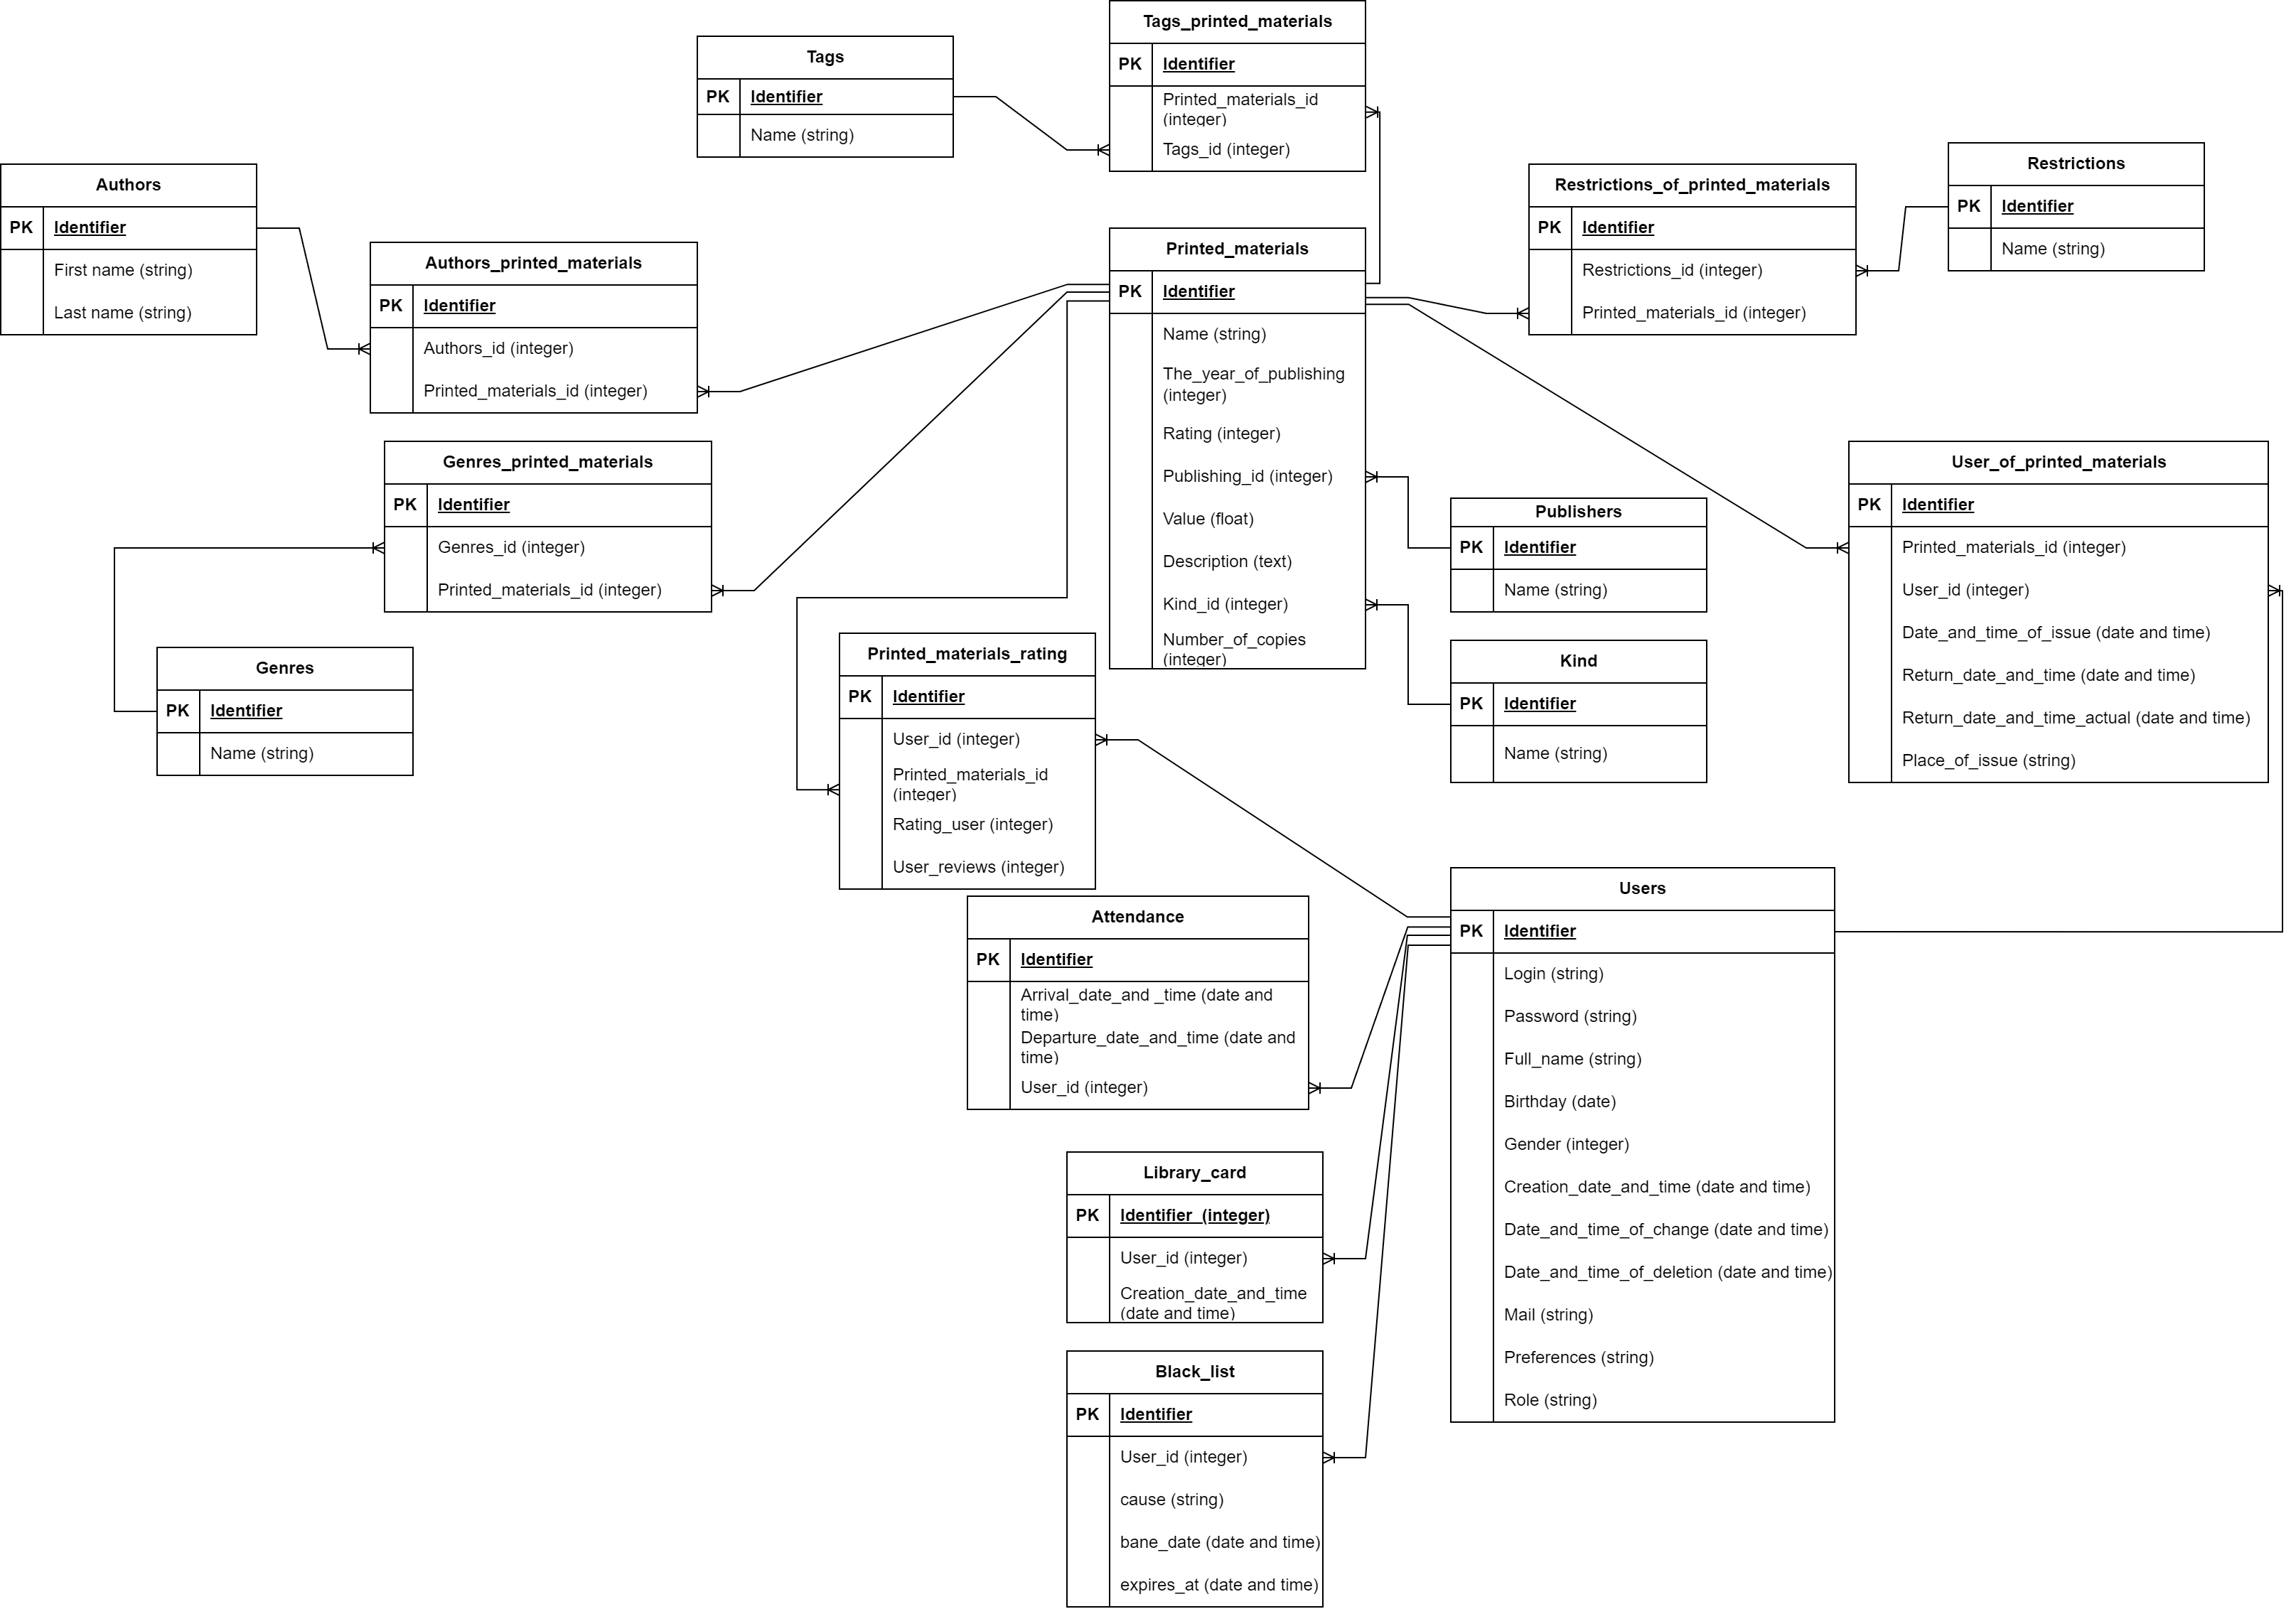 Tags_printed_materials
PK Identifier
Printed_materials_id
(integer)
Tags_id (integer)
Tags
PK Identifier
Name (string)
Authors
PK Identifier
First name (string)
Last name (string)
Authors_printed_materials
PK Identifier
Authors_id (integer)
Printed_materials_id (integer)
Printed_materials
PK Identifier
Name (string)
The_year_of_publishing
(integer)
Rating (integer)
Publishing_id (integer)
Value (float)
Description (text)
Kind_id (integer)
Number_of_copies
(integer)
Restrictions_of_printed_materials
PK Identifier
Restrictions_id (integer)
Printed_materials_id (integer)
Restrictions
PK Identifier
Name (string)
Genres_printed_materials
PK Identifier
Genres_id (integer)
Printed_materials_id (integer)
Genres
PK Identifier
Name (string)
Publishers
PK Identifier
Name (string)
Kind
PK Identifier
Name (string)
User_of_printed_materials
PK Identifier
Printed_materials_id (integer)
User_id (integer)
Date_and_time_of_issue (date and time)
Return_date_and_time (date and time)
Return_date_and_time_actual (date and time)
Place_of_issue (string)
Printed_materials_rating
PK Identifier
User_id (integer)
Printed_materials_id
(integer)
Rating_user (integer)
User_reviews (integer)
Attendance
PK Identifier
Arrival_date_and _time (date and
time)
Departure_date_and_time (date and
time)
User_id (integer)
Users
PK Identifier
Login (string)
Password (string)
Full_name (string)
Birthday (date)
Gender (integer)
Creation_date_and_time (date and time)
Date_and_time_of_change (date and time)
Date_and_time_of_deletion (date and time)
Mail (string)
Preferences (string)
Role (string)
Library_card
PK Identifier (integer)
User_id (integer)
Creation_date_and_time
(date and time)
Black_list
PK Identifier
User_id (integer)
cause (string)
bane_date (date and time)
expires_at (date and time)